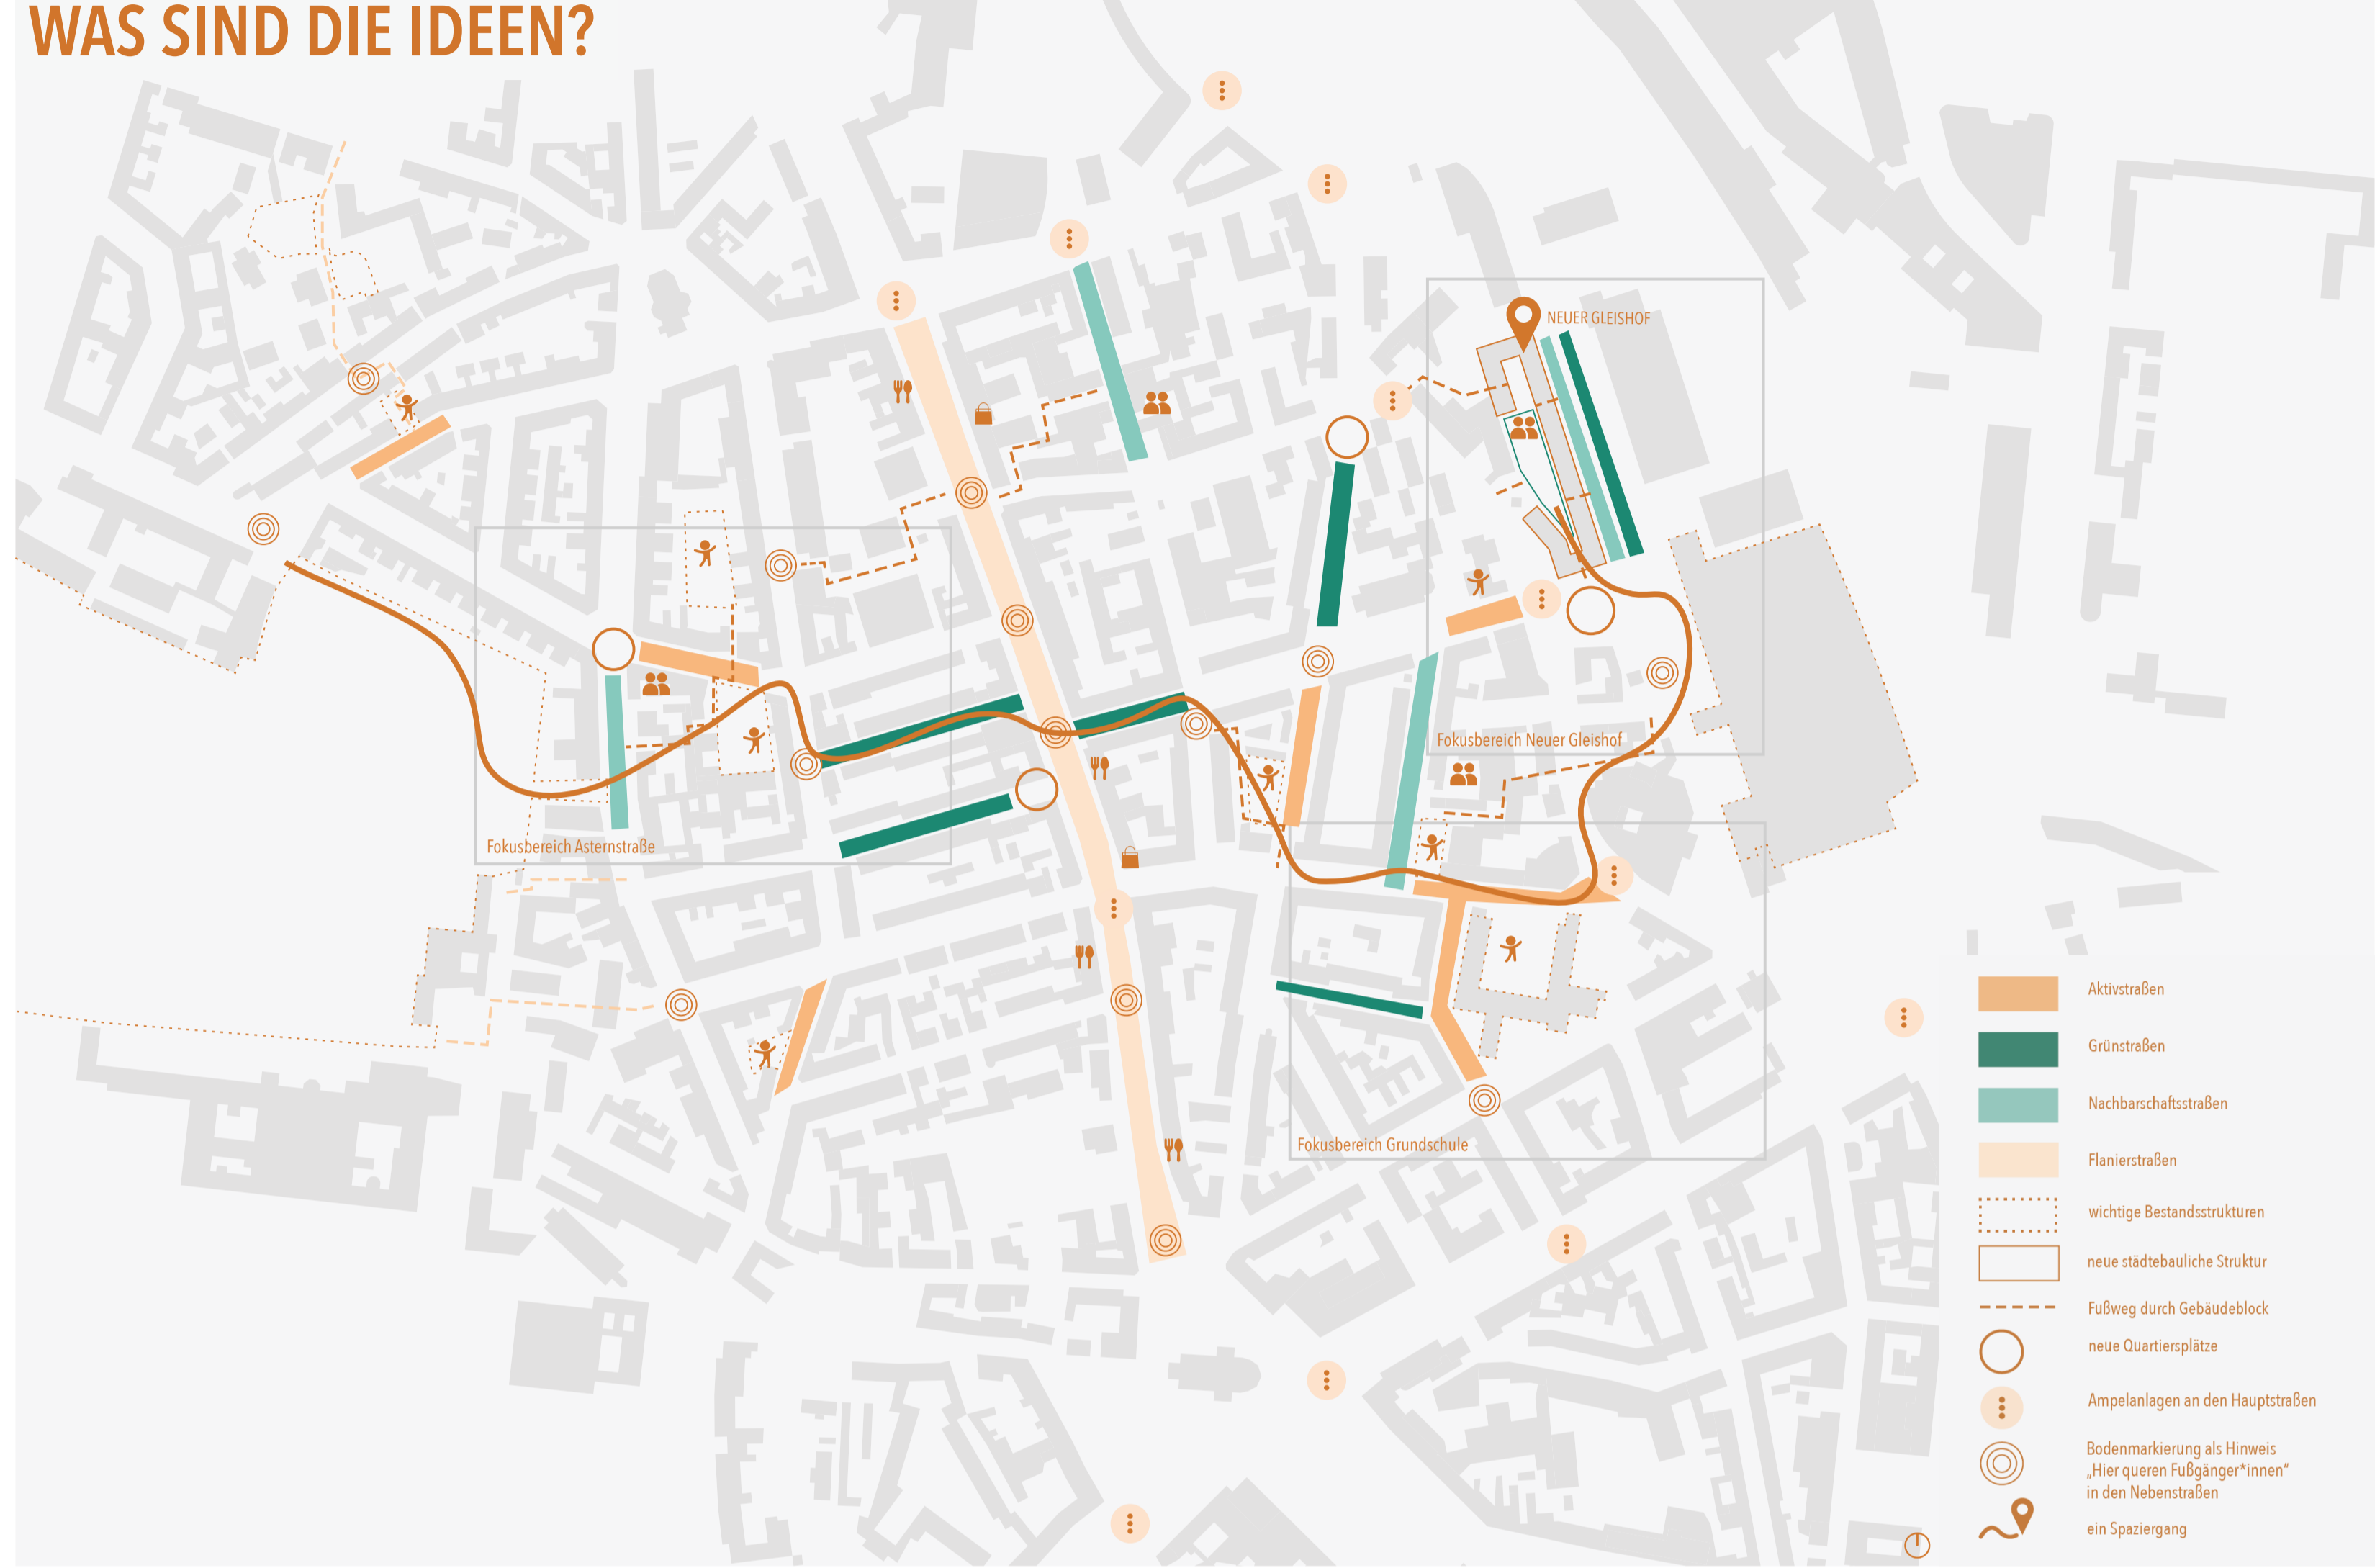 WAS SIND DIE IDEEN?
NEUER GLEISHOF
Fokusbereich Neuer Gleishof
Fokusbereich Asternstraße
Fokusbereich Grundschule
Aktivstraßen
Grünstraßen
Nachbarschaftsstraßen
Flanierstraßen
wichtige Bestandsstrukturen
neue städtebauliche Struktur
Fußweg durch Gebäudeblock
neue Quartiersplätze
Ampelanlagen an den Hauptstraßen
Bodenmarkierung als Hinweis
„Hier queren Fußgänger*innen“
in den Nebenstraßen
ein Spaziergang